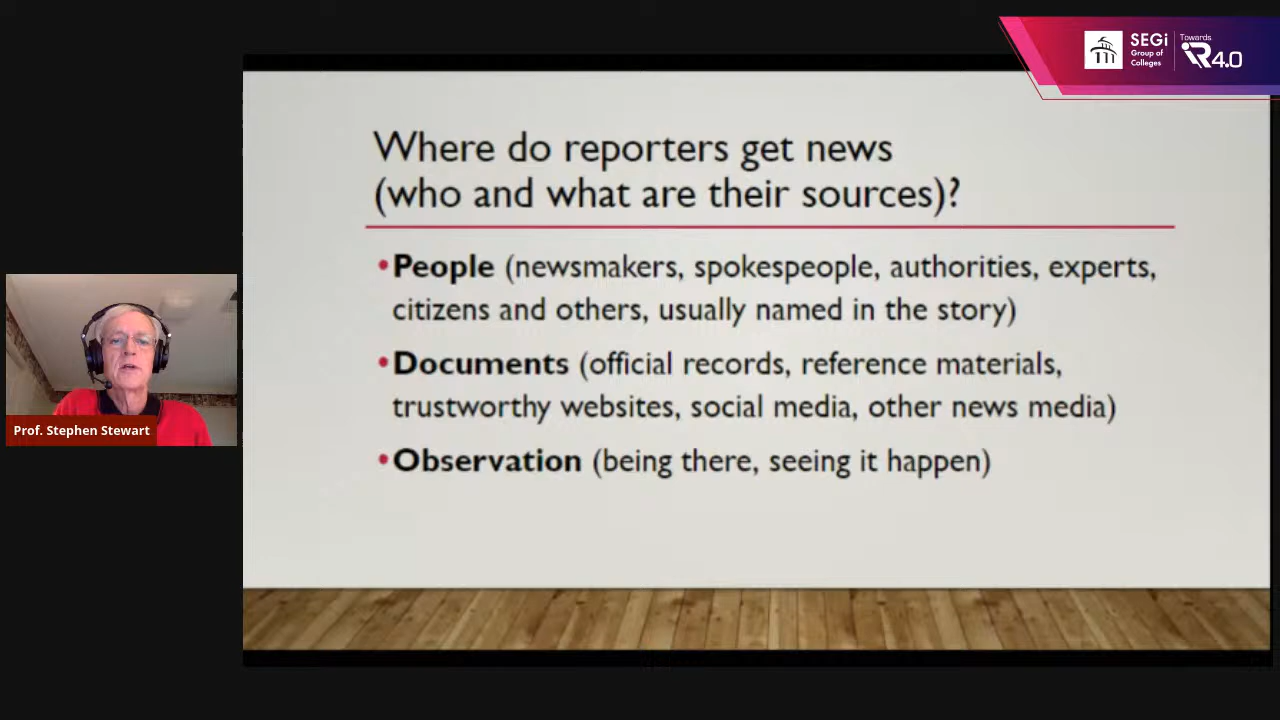 SEGi
Group of
Colleges
Towards
iR4.0
Where do reporters get news
(who and what are their sources)?
•People (newsmakers, spokespeople, authorities, experts,
citizens and others, usually named in the story)
•Documents (official records, reference materials,
trustworthy websites, social media, other news media)
•Observation (being there, seeing it happen)
Prof. Stephen Stewart